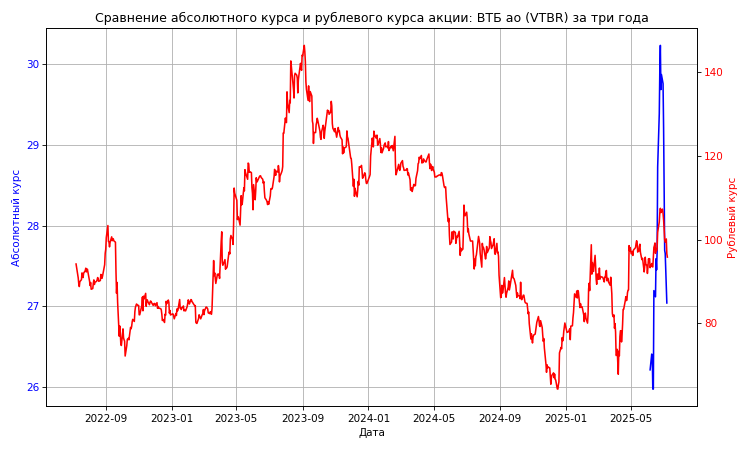 Сравнение абсолютного курса и рублевого курса акции: ВТБ ао (VTBR) за три года
Абсолютный курс
30
29
28
27
26
140
120
100
80
Рублевый курс
2022-09 2023-01 2023-05 2023-09 2024-01 2024-05 2024-09 2025-01 2025-05
Дата